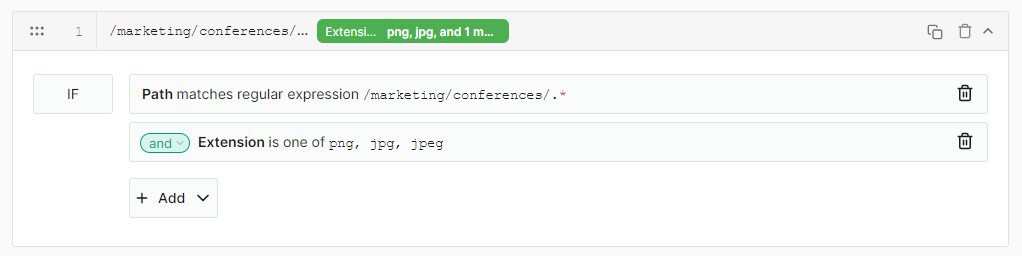 1 /marketing/conferences/... Extensi... png, jpg, and 1 m...
IF Path matches regular expression /marketing/conferences/.*
and Extension is one of png, jpg, jpeg
+ Add